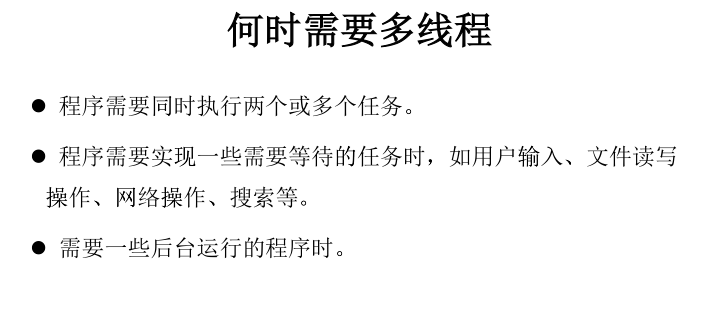 何时需要多线程
● 程序需要同时执行两个或多个任务。
● 程序需要实现一些需要等待的任务时，如用户输入、文件读写
操作、网络操作、搜索等。
● 需要一些后台运行的程序时。